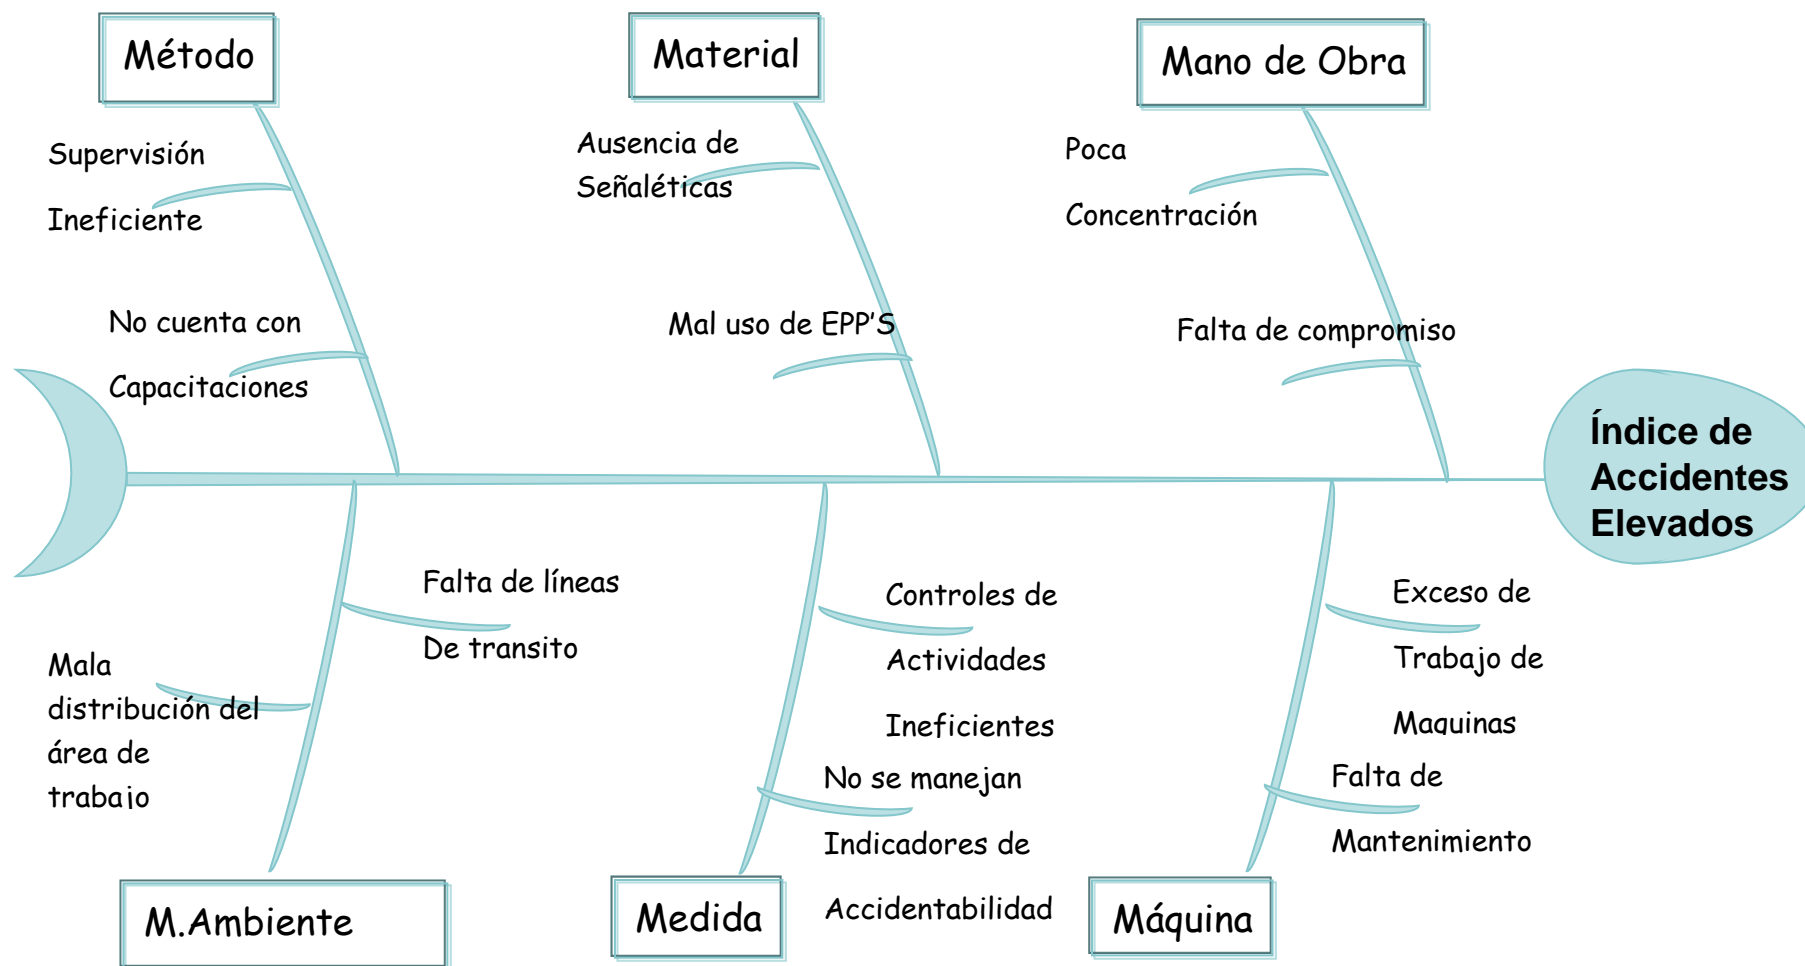 Método
Material
Mano de Obra
Supervisión
Ineficiente
Ausencia de
Señaléticas
Poca
Concentración
No cuenta con
Capacitaciones
Mal uso de EPP'S
Falta de compromiso
Índice de
Accidentes
Elevados
Mala
distribución del
área de
trabajo
Falta de líneas
De transito
Controles de
Actividades
Ineficientes
No se manejan
Indicadores de
Accidentabilidad
Exceso de
Trabajo de
Maquinas
Falta de
Mantenimiento
M.Ambiente
Medida
Máquina